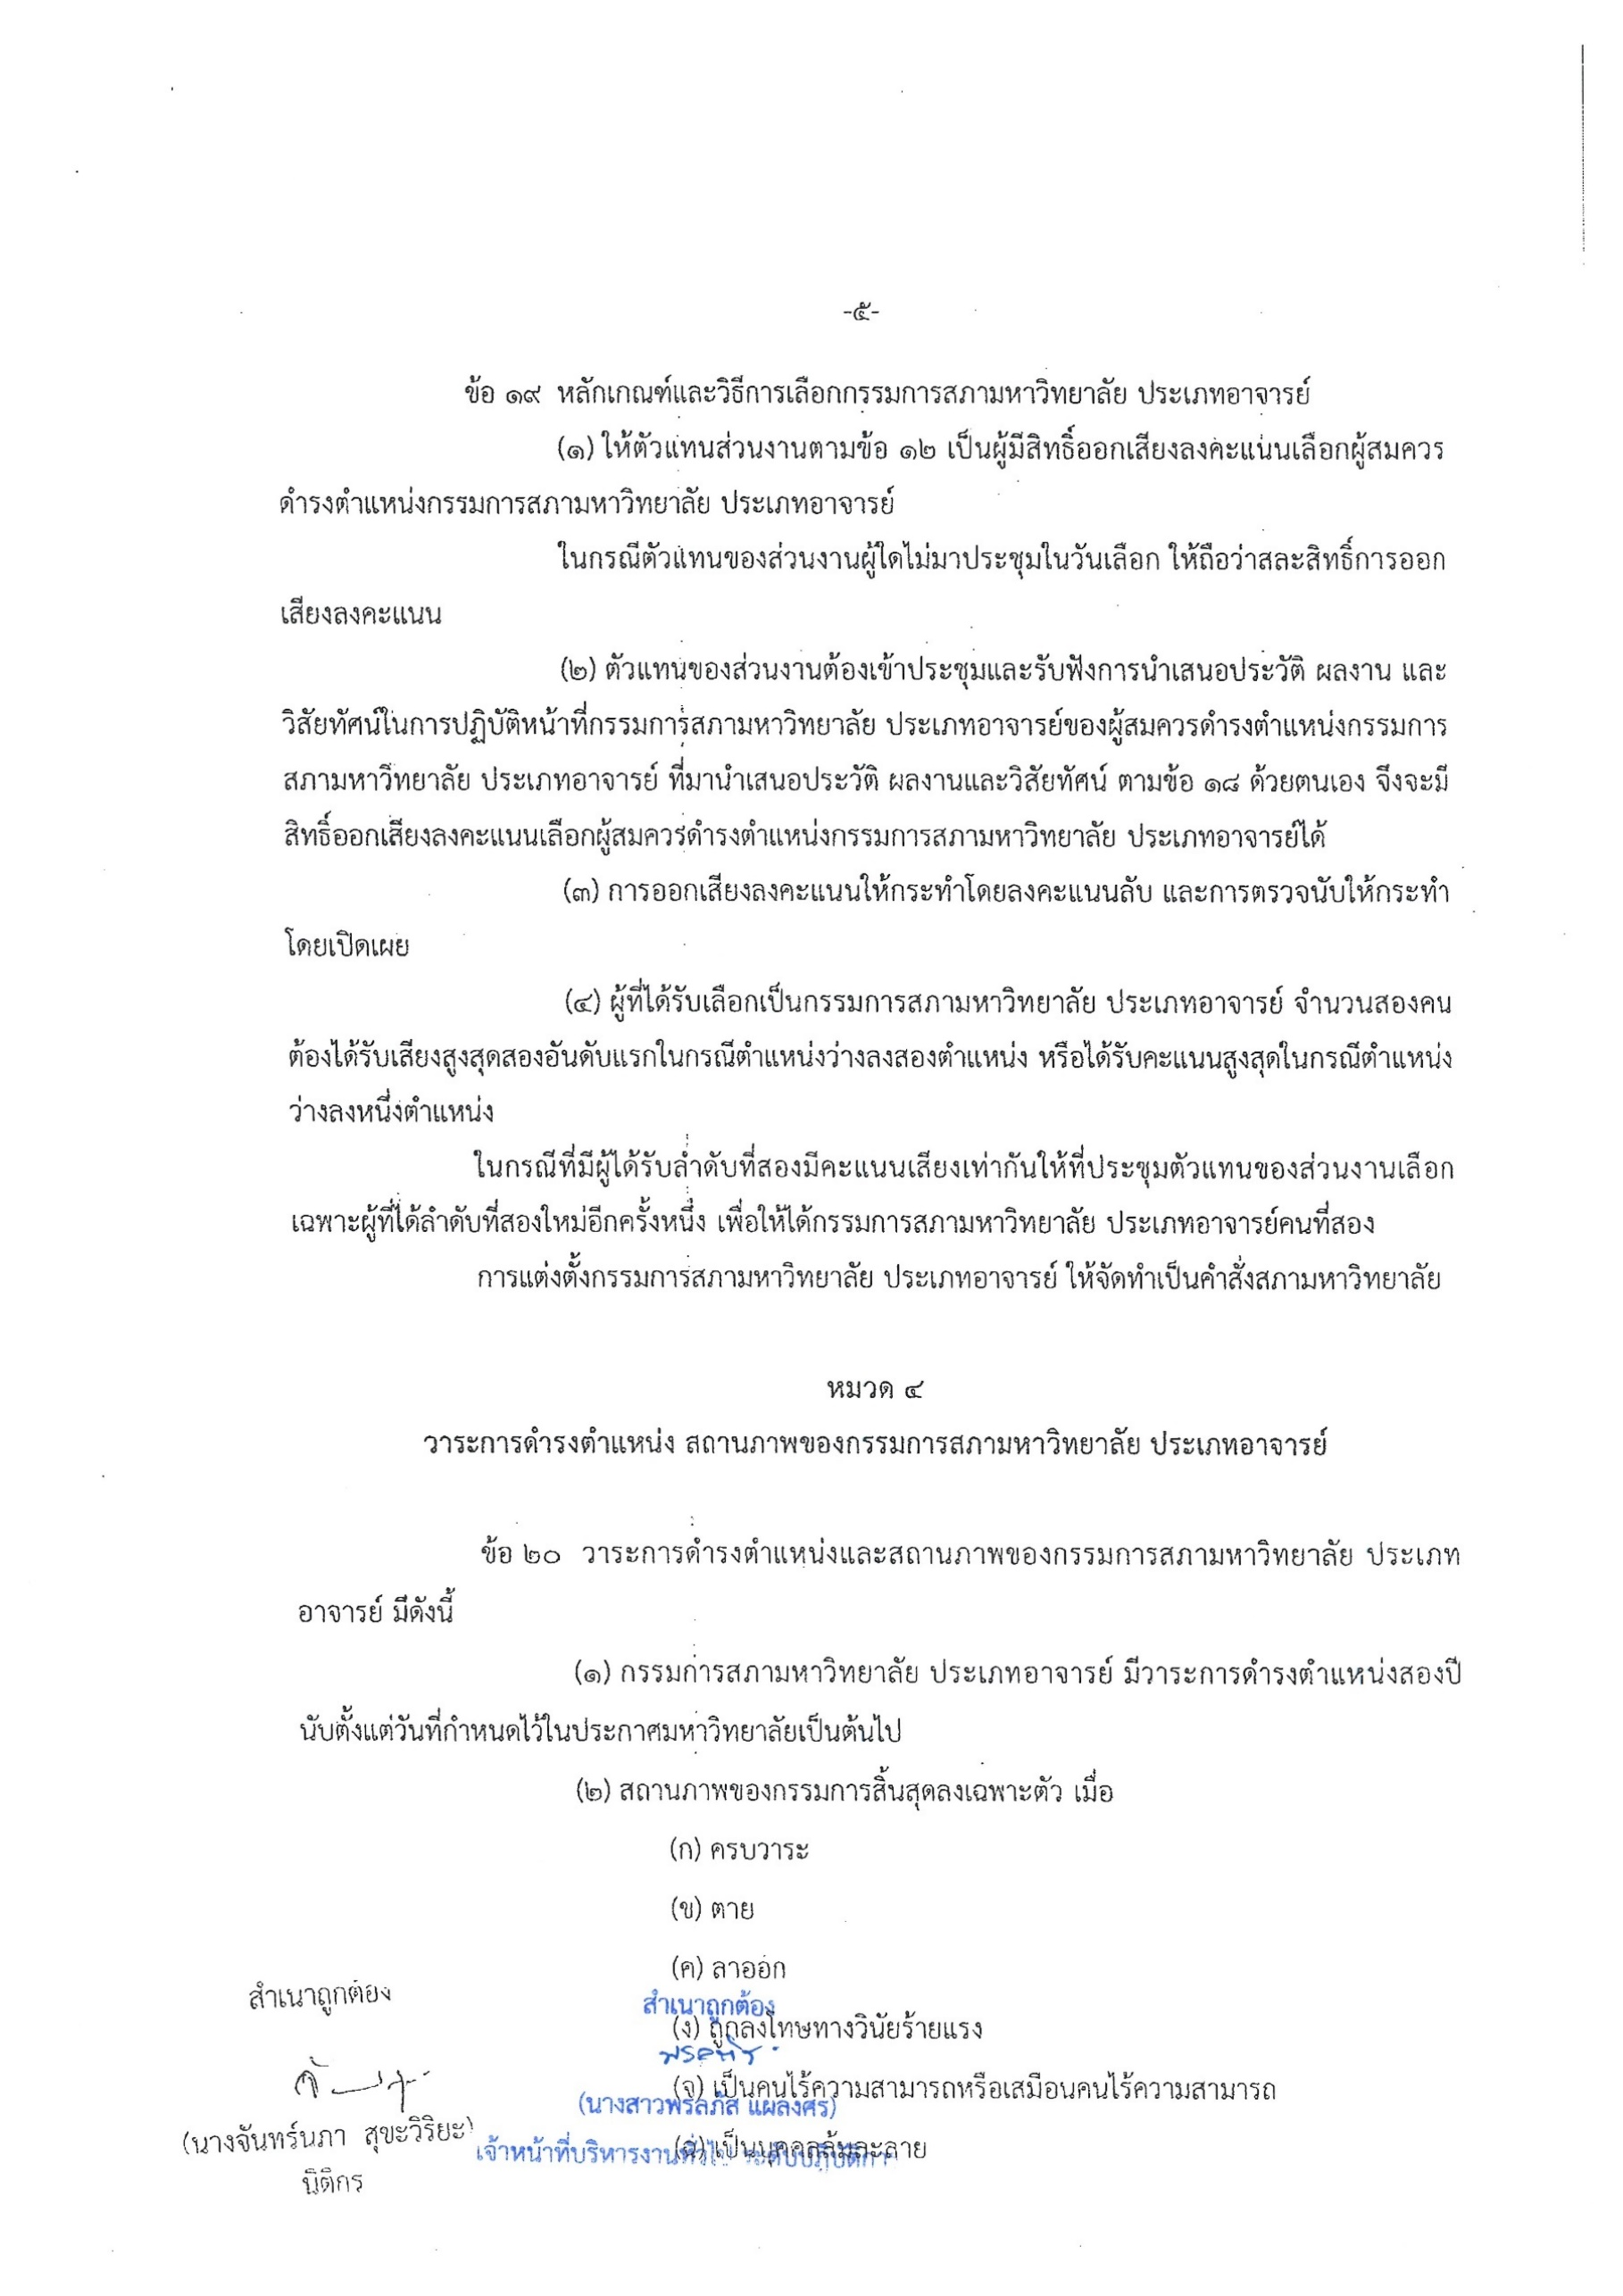 -๕-
ข้อ ๑๙ หลักเกณฑ์และวิธีการเลือกกรรมการสภามหาวิทยาลัย ประเภทอาจารย์
(๑) ให้ตัวแทนส่วนงานตามข้อ ๑๒ เป็นผู้มีสิทธิ์ออกเสียงลงคะแนนเลือกผู้สมควร
ดำรงตำแหน่งกรรมการสภามหาวิทยาลัย ประเภทอาจารย์
ในกรณีตัวแทนของส่วนงานผู้ใดไม่มาประชุมในวันเลือก ให้ถือว่าสละสิทธิ์การออก
เสียงลงคะแนน
(๒) ตัวแทนของส่วนงานต้องเข้าประชุมและรับฟังการนำเสนอประวัติ ผลงาน และ
วิสัยทัศน์ในการปฏิบัติหน้าที่กรรมการสภามหาวิทยาลัย ประเภทอาจารย์ของผู้สมควรดำรงตำแหน่งกรรมการ
สภามหาวิทยาลัย ประเภทอาจารย์ ที่มานำเสนอประวัติ ผลงานและวิสัยทัศน์ ตามข้อ ๑๘ ด้วยตนเอง จึงจะมี
สิทธิ์ออกเสียงลงคะแนนเลือกผู้สมควรดำรงตำแหน่งกรรมการสภามหาวิทยาลัย ประเภทอาจารย์ได้
(๓) การออกเสียงลงคะแนนให้กระทำโดยลงคะแนนลับ และการตรวจนับให้กระทำ
โดยเปิดเผย
(๔) ผู้ที่ได้รับเลือกเป็นกรรมการสภามหาวิทยาลัย ประเภทอาจารย์ จำนวนสองคน
ต้องได้รับเสียงสูงสุดสองอันดับแรกในกรณีตำแหน่งว่างลงสองตำแหน่ง หรือได้รับคะแนนสูงสุดในกรณีตำแหน่ง
ว่างลงหนึ่งตำแหน่ง
ในกรณีที่มีผู้ได้รับลำดับที่สองมีคะแนนเสียงเท่ากันให้ที่ประชุมตัวแทนของส่วนงานเลือก
เฉพาะผู้ที่ได้ลำดับที่สองใหม่อีกครั้งหนึ่ง เพื่อให้ได้กรรมการสภามหาวิทยาลัย ประเภทอาจารย์คนที่สอง
การแต่งตั้งกรรมการสภามหาวิทยาลัย ประเภทอาจารย์ ให้จัดทำเป็นคำสั่งสภามหาวิทยาลัย
หมวด ๔
วาระการดำรงตำแหน่ง สถานภาพของกรรมการสภามหาวิทยาลัย ประเภทอาจารย์
ข้อ ๒๐ วาระการดำรงตำแหน่งและสถานภาพของกรรมการสภามหาวิทยาลัย ประเภท
อาจารย์ มีดังนี้
(๑) กรรมการสภามหาวิทยาลัย ประเภทอาจารย์ มีวาระการดำรงตำแหน่งสองปี
นับตั้งแต่วันที่กำหนดไว้ในประกาศมหาวิทยาลัยเป็นต้นไป
(๒) สถานภาพของกรรมการสิ้นสุดลงเฉพาะตัว เมื่อ
(ก) ครบวาระ
(ข) ตาย
(ค) ลาออก
(ง) ถูกลงโทษทางวินัยร้ายแรง
(จ) เป็นคนไร้ความสามารถหรือเสมือนคนไร้ความสามารถ
(ฉ) เป็นบุคคลล้มละลาย
สำเนาถูกต้อง
(นางจันทร์นภา สุขะวิริยะ)
นิติกร
สำเนาถูกต้อง
(นางสาวพรลภัส แผลงศร)
เจ้าหน้าที่บริหารงานทั่วไป ระดับปฏิบัติการ